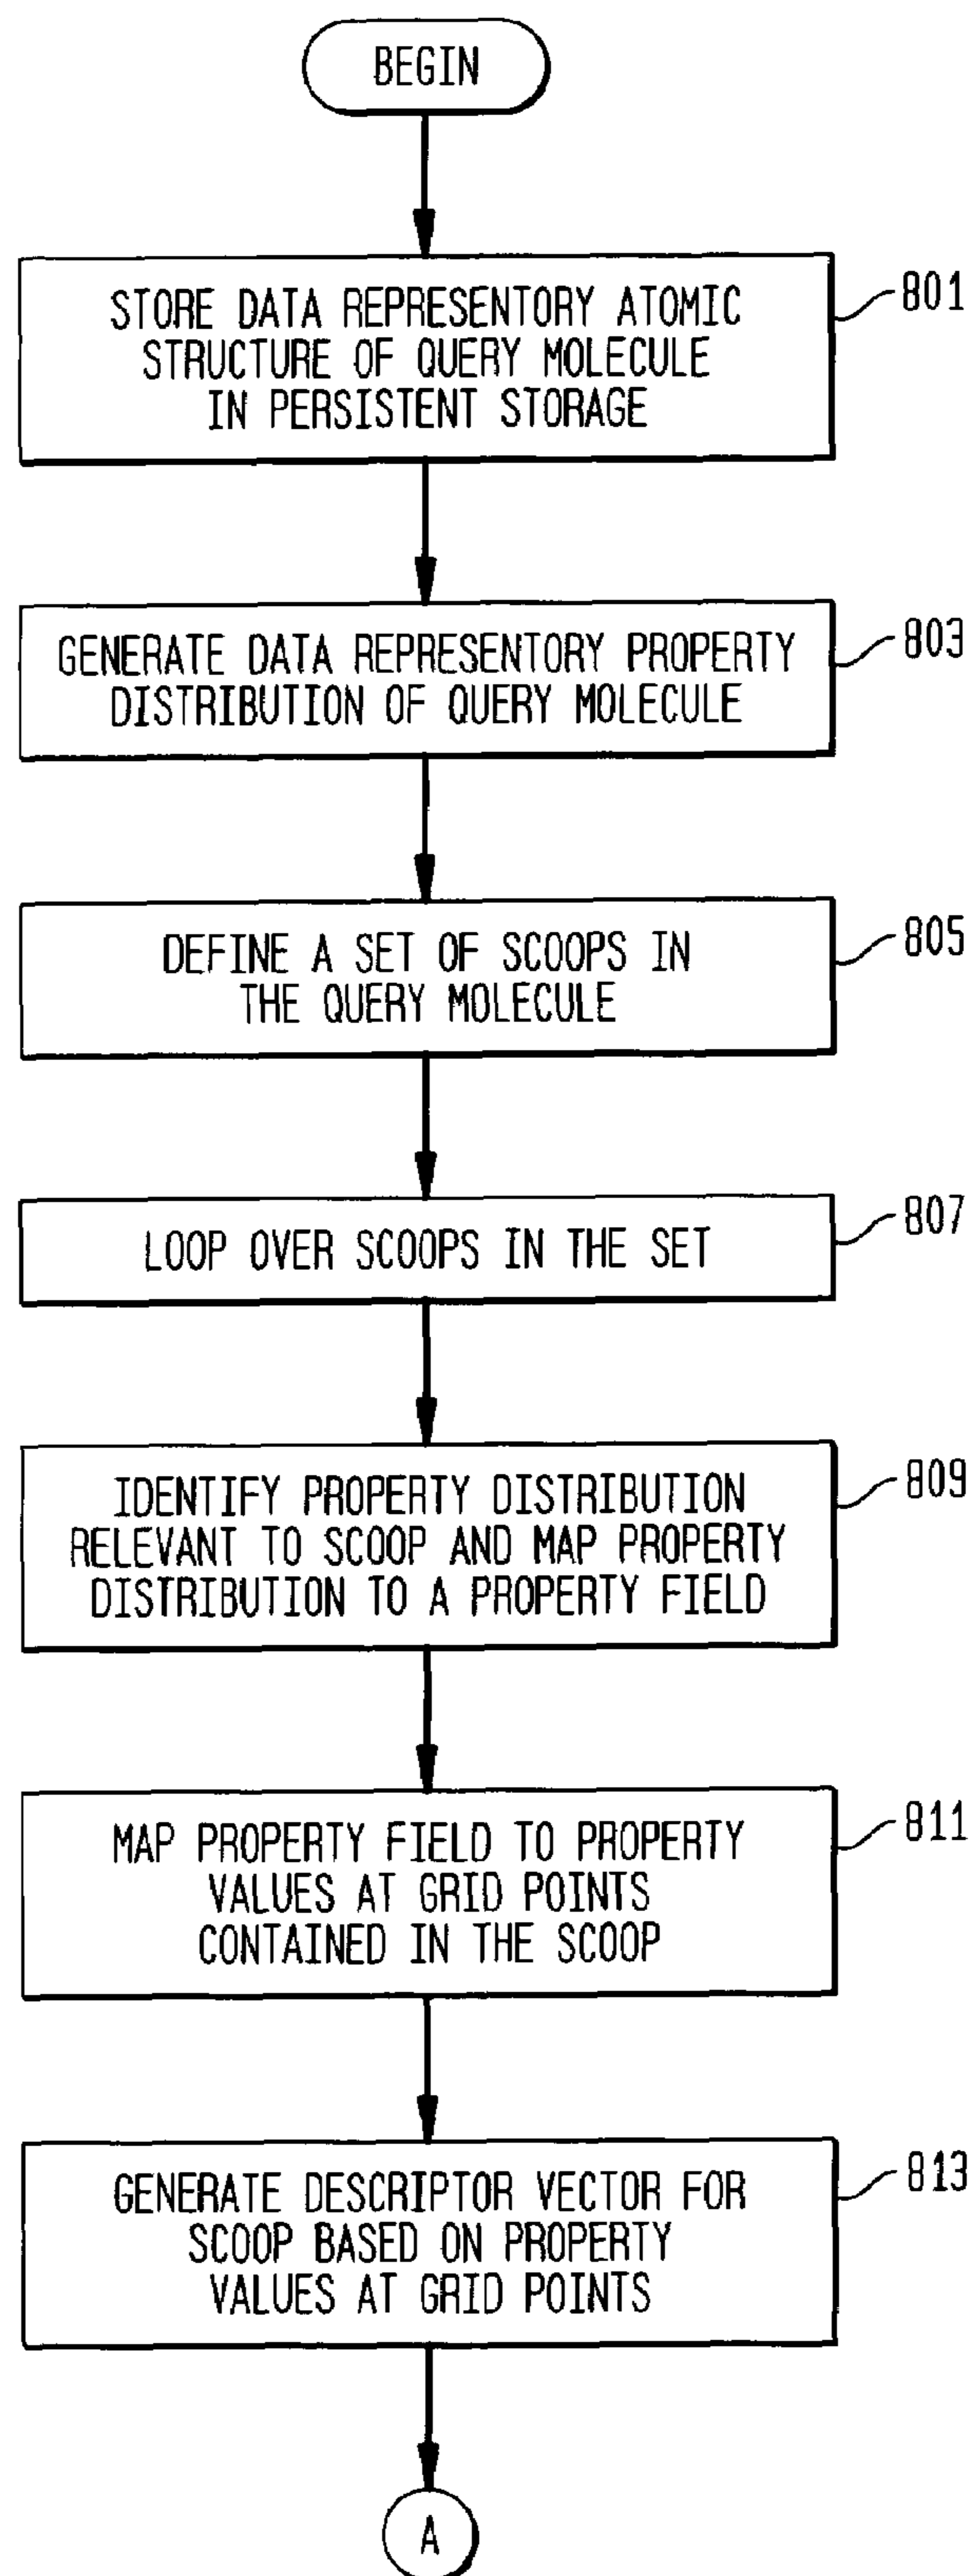 BEGIN
STORE DATA REPRESENTORY ATOMIC
STRUCTURE OF QUERY MOLECULE
IN PERSISTENT STORAGE
801
GENERATE DATA REPRESENTORY PROPERTY
DISTRIBUTION OF QUERY MOLECULE
803
DEFINE A SET OF SCOOPS IN
THE QUERY MOLECULE
805
LOOP OVER SCOOPS IN THE SET
807
IDENTIFY PROPERTY DISTRIBUTION
RELEVANT TO SCOOP AND MAP PROPERTY
DISTRIBUTION TO A PROPERTY FIELD
809
MAP PROPERTY FIELD TO PROPERTY
VALUES AT GRID POINTS
CONTAINED IN THE SCOOP
811
GENERATE DESCRIPTOR VECTOR FOR
SCOOP BASED ON PROPERTY
VALUES AT GRID POINTS
813
A